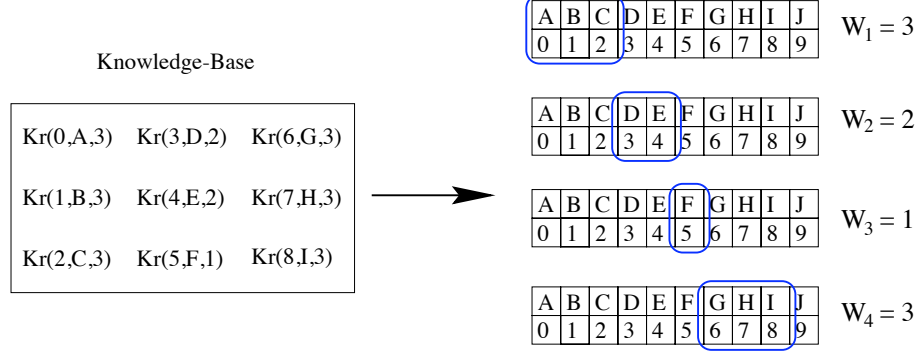 Knowledge-Base
Kr(0,A,3) Kr(3,D,2) Kr(6,G,3)
Kr(1,B,3) Kr(4,E,2) Kr(7,H,3)
Kr(2,C,3) Kr(5,F,1) Kr(8,I,3)
A B C D E F G H I J
0 1 2 3 4 5 6 7 8 9
W1 = 3
A B C D E F G H I J
0 1 2 3 4 5 6 7 8 9
W2 = 2
A B C D E F G H I J
0 1 2 3 4 5 6 7 8 9
W3 = 1
A B C D E F G H I J
0 1 2 3 4 5 6 7 8 9
W4 = 3